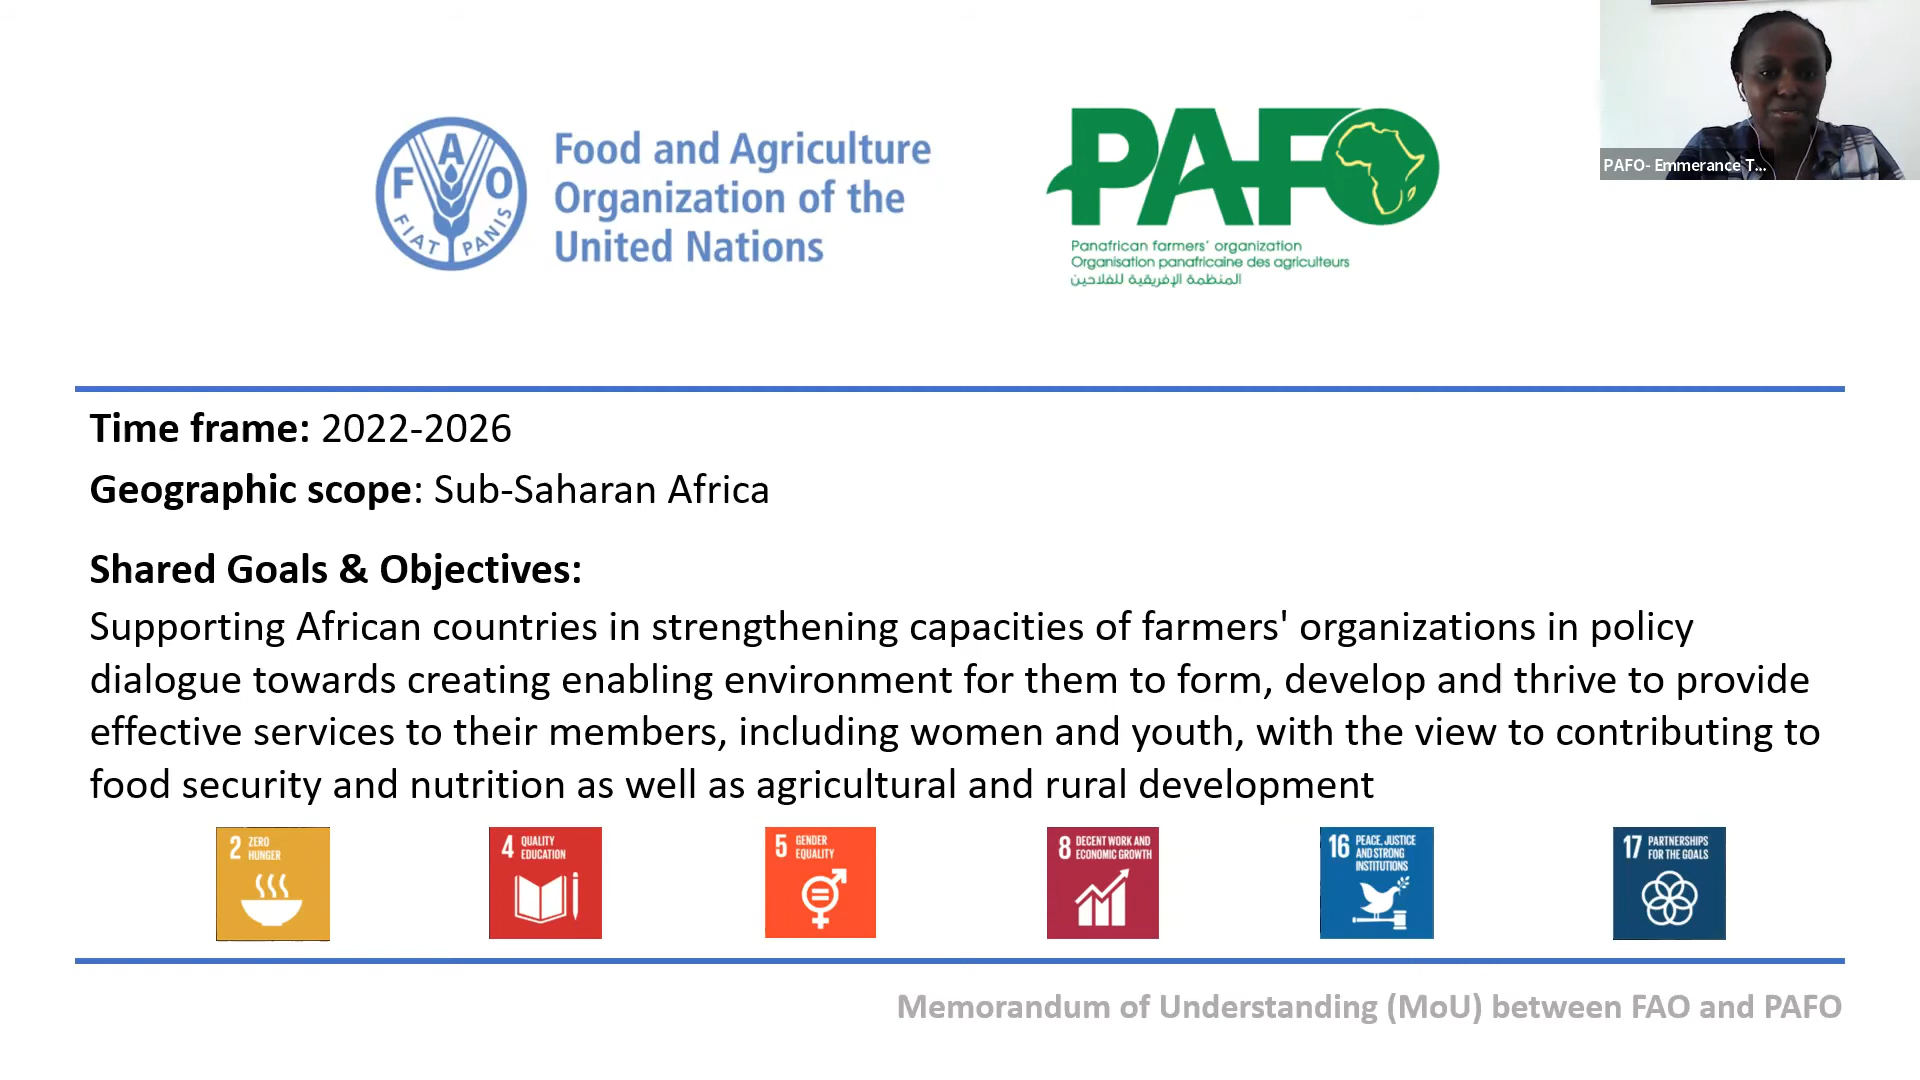 F A O
FIAT PANIS
Food and Agriculture
Organization of the
United Nations
PAFO
Panafrican farmers' organization
Organisation panafricaine des agriculteurs
المنظمة الإفريقية للفلاحين
PAFO- Emmerance T...
Time frame: 2022-2026
Geographic scope: Sub-Saharan Africa
Shared Goals & Objectives:
Supporting African countries in strengthening capacities of farmers' organizations in policy
dialogue towards creating enabling environment for them to form, develop and thrive to provide
effective services to their members, including women and youth, with the view to contributing to
food security and nutrition as well as agricultural and rural development
2 ZERO
HUNGER
4 QUALITY
EDUCATION
5 GENDER
EQUALITY
8 DECENT WORK AND
ECONOMIC GROWTH
16 PEACE, JUSTICE
AND STRONG
INSTITUTIONS
17 PARTNERSHIPS
FOR THE GOALS
Memorandum of Understanding (MoU) between FAO and PAFO